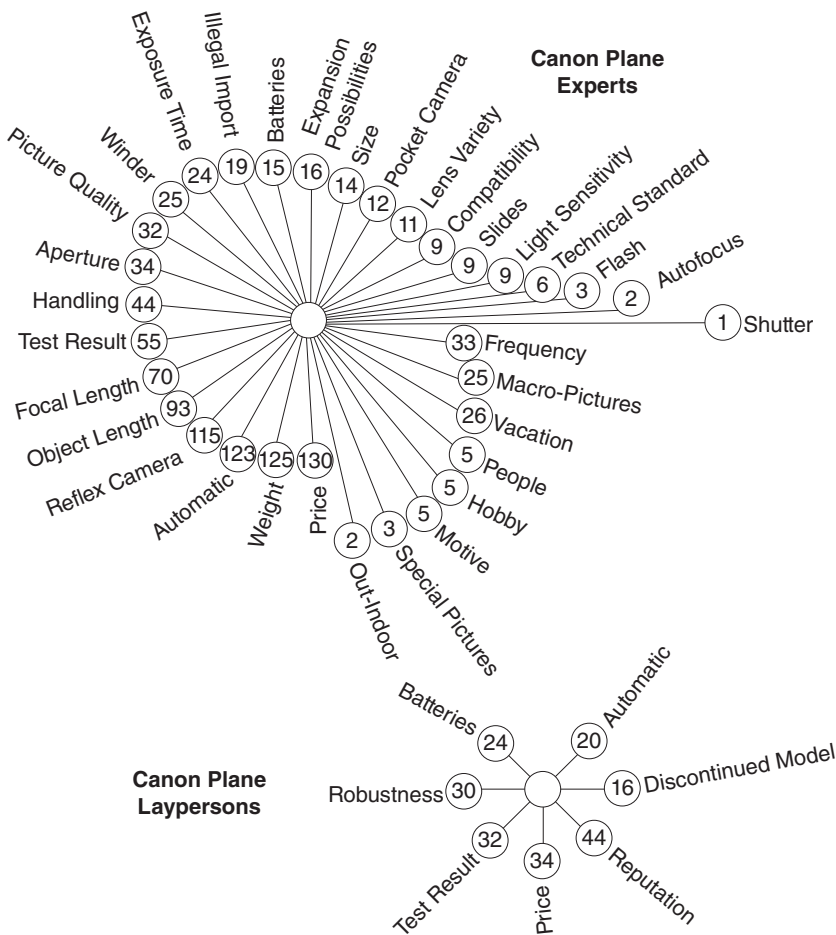 Canon Plane
Experts
Exposure Time
24
Illegal Import
19
Batteries
15
Expansion
Possibilities
16
Size
14
Pocket Camera
12
Lens Variety
11
Compatibility
9
Slides
9
Light Sensitivity
9
Technical Standard
6
Flash
3
Autofocus
2
1 Shutter
Winder
25
Picture Quality
32
Aperture 34
Handling 44
Test Result 55
Focal Length 70
Object Length 93
Reflex Camera 115
Automatic 123
Weight 125
Price 130
33 Frequency
25 Macro-Pictures
26 Vacation
5 People
5 Hobby
5 Motive
3 Special Pictures
2 Out-Indoor
Canon Plane
Laypersons
Batteries 24
20 Automatic
Robustness 30
16 Discontinued Model
Test Result 32
34 Price
44 Reputation